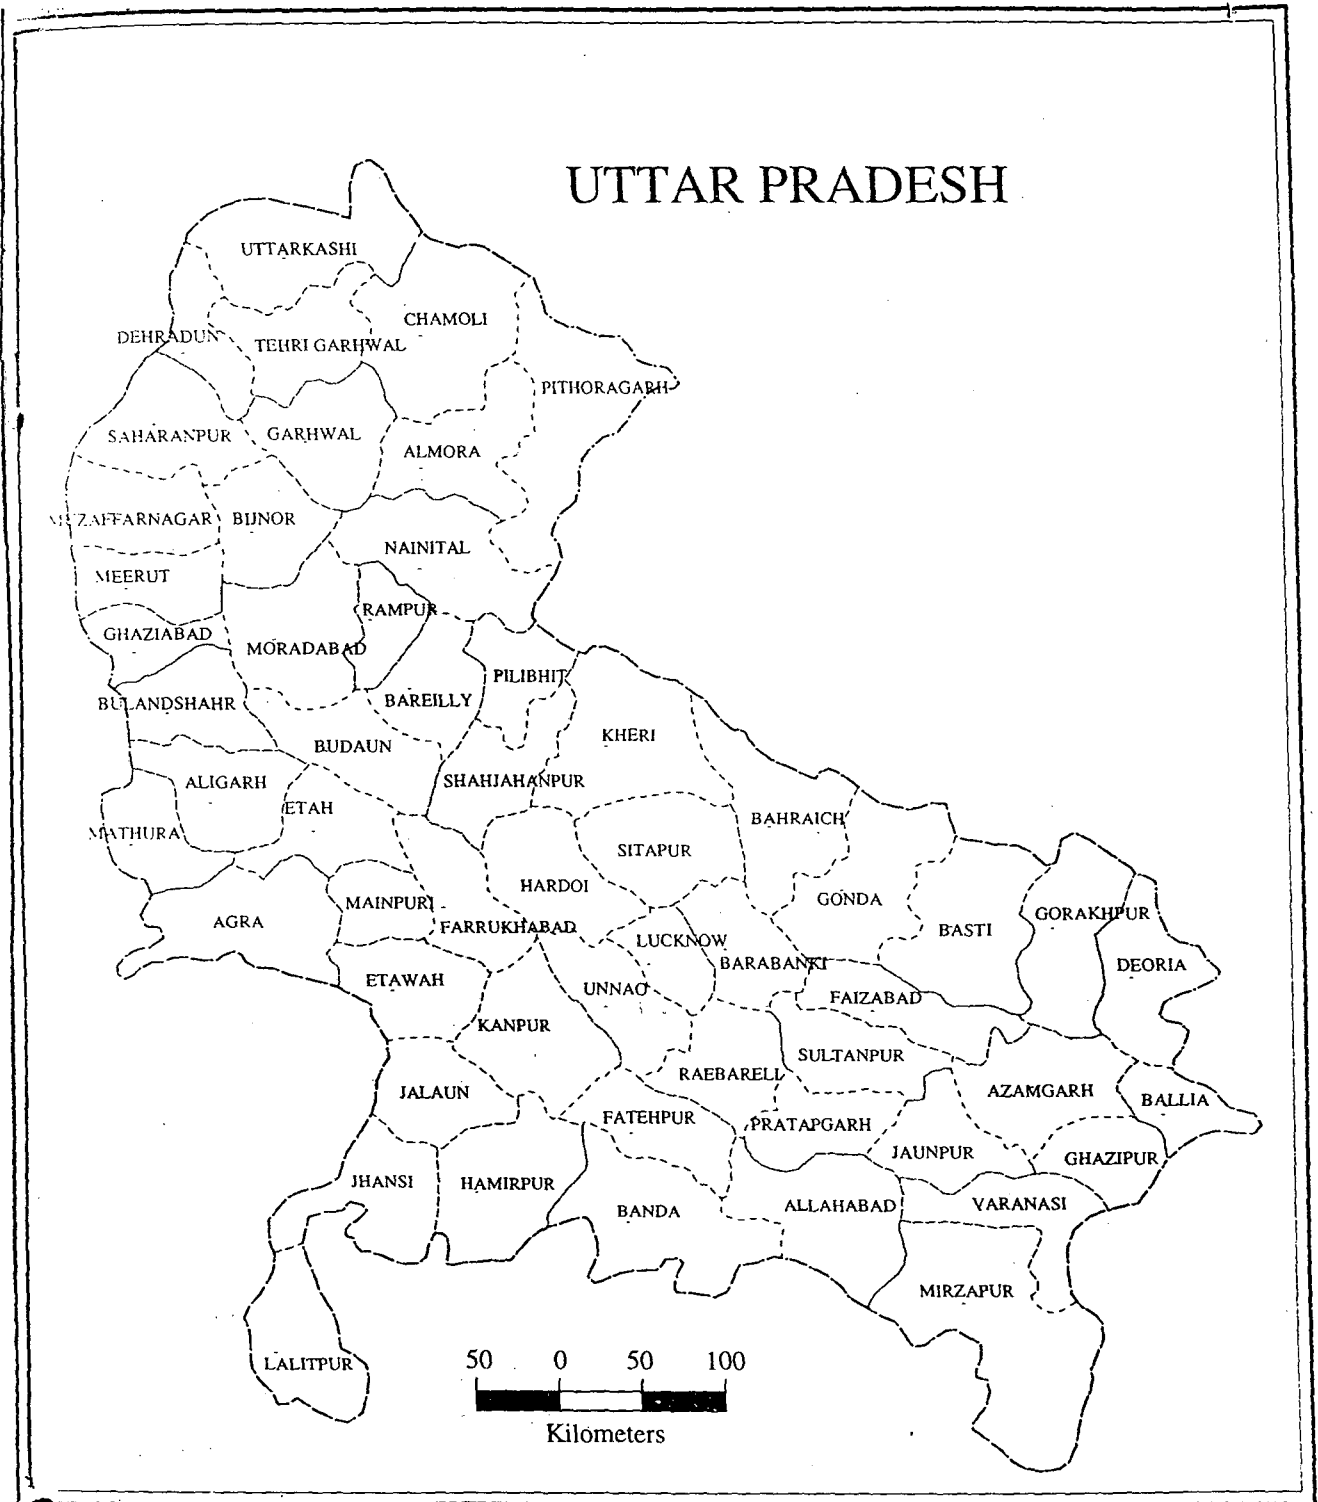 UTTAR PRADESH
UTTARKASHI
CHAMOLI
DEHRADUN
TEHRI GARHWAL
PITHORAGARH
SAHARANPUR
GARHWAL
ALMORA
MUZAFFARNAGAR
BIJNOR
NAINITAL
MEERUT
RAMPUR
GHAZIABAD
MORADABAD
PILIBHIT
BULANDSHAHR
BAREILLY
BUDAUN
KHERI
ALIGARH
SHAHJAHANPUR
ETAH
BAHRAICH
MATHURA
SITAPUR
HARDOI
GONDA
MAINPURI
GORAKHPUR
AGRA
FARRUKHABAD
BASTI
LUCKNOW
BARABANKI
DEORIA
ETAWAH
UNNAO
FAIZABAD
KANPUR
SULTANPUR
RAEBARELI
JALAUN
AZAMGARH
BALLIA
FATEHPUR
PRATAPGARH
JAUNPUR
GHAZIPUR
JHANSI
HAMIRPUR
BANDA
ALLAHABAD
VARANASI
MIRZAPUR
LALITPUR
50 0 50 100
Kilometers